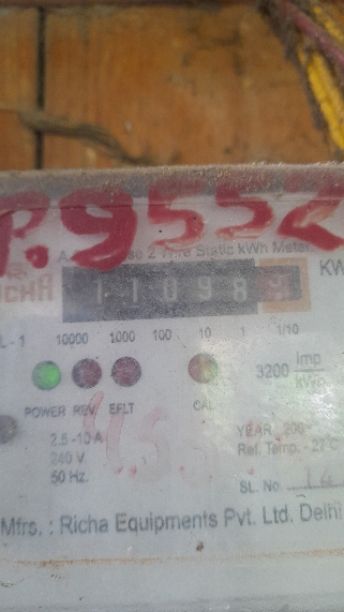 P.9552
2 Wire Static kWh Meter
RICHA 1 1 0 9 8 KW
L - 1 10000 1000 100 10 1 1/10
3200 Imp/kWh
POWER REV. EFLT CAL
2.5 -10 A YEAR 200
240 V Ref. Temp. - 27°C
50 Hz. SL. No.
Mfrs. : Richa Equipments Pvt. Ltd. Delhi